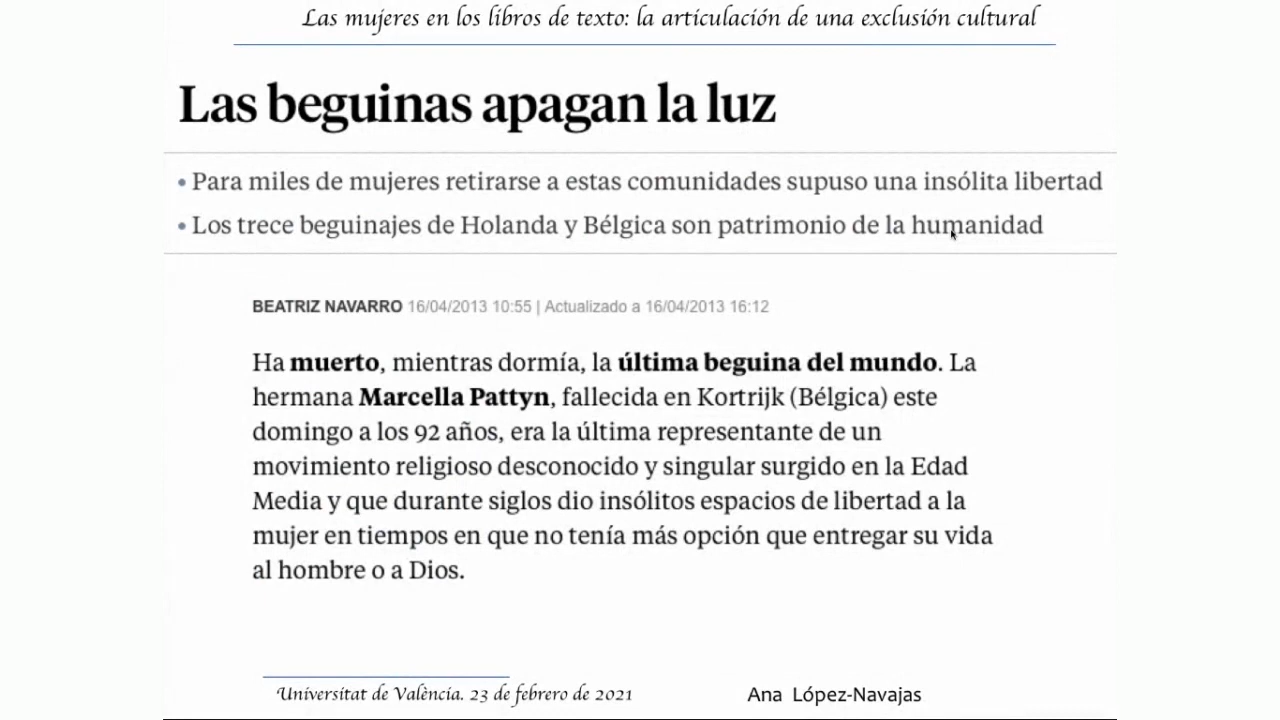 Las mujeres en los libros de texto: la articulación de una exclusión cultural
Las beguinas apagan la luz
• Para miles de mujeres retirarse a estas comunidades supuso una insólita libertad
• Los trece beguinajes de Holanda y Bélgica son patrimonio de la humanidad
BEATRIZ NAVARRO 16/04/2013 10:55 | Actualizado a 16/04/2013 16:12
Ha muerto, mientras dormía, la última beguina del mundo. La
hermana Marcella Pattyn, fallecida en Kortrijk (Bélgica) este
domingo a los 92 años, era la última representante de un
movimiento religioso desconocido y singular surgido en la Edad
Media y que durante siglos dio insólitos espacios de libertad a la
mujer en tiempos en que no tenía más opción que entregar su vida
al hombre o a Dios.
Universitat de València. 23 de febrero de 2021
Ana López-Navajas